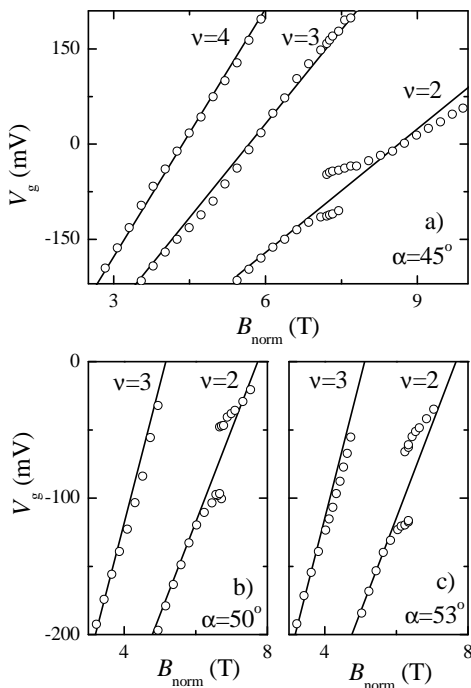 150
0
-150
V_g (mV)
ν=4
ν=3
ν=2
a)
α=45°
3
6
9
B_norm (T)
0
-100
-200
V_g (mV)
ν=3
ν=2
b)
α=50°
4
8
B_norm (T)
ν=3
ν=2
c)
α=53°
4
8
B_norm (T)